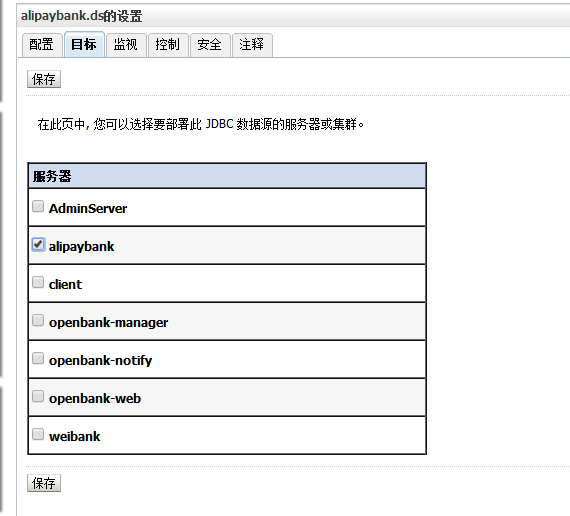 alipaybank.ds的设置
配置 目标 监视 控制 安全 注释
保存
在此页中, 您可以选择要部署此 JDBC 数据源的服务器或集群。
服务器
AdminServer
alipaybank
client
openbank-manager
openbank-notify
openbank-web
weibank
保存